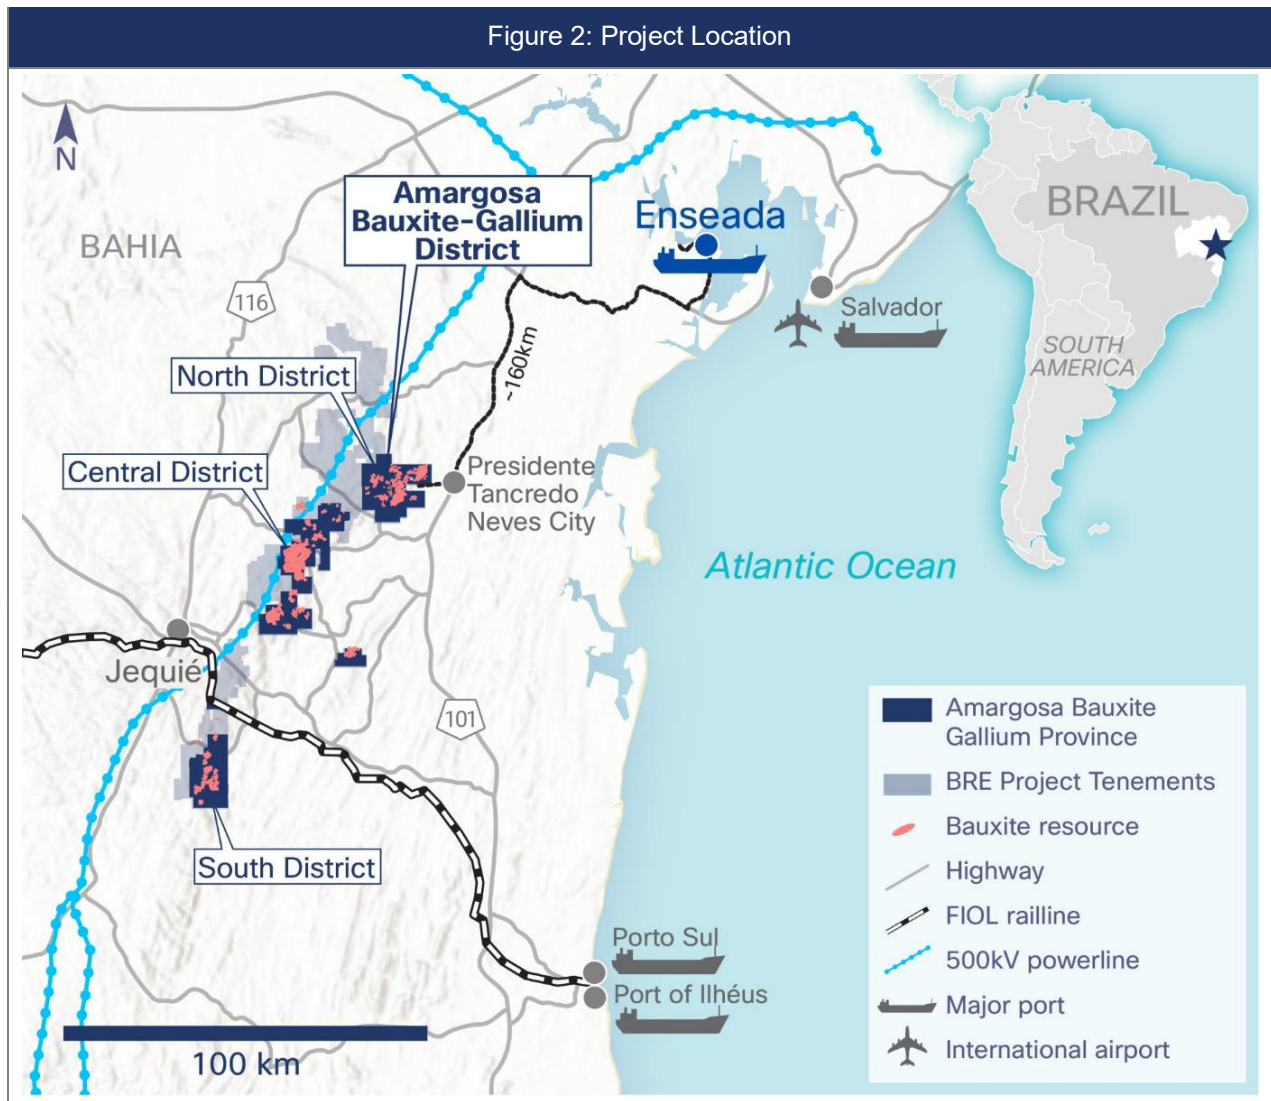 Figure 2: Project Location
N
BAHIA
116
Amargosa
Bauxite-Gallium
District
Enseada
Salvador
BRAZIL
SOUTH
AMERICA
North District
~160km
Central District
Presidente
Tancredo
Neves City
Atlantic Ocean
Jequié
101
South District
Porto Sul
Port of Ilhéus
100 km
Amargosa Bauxite
Gallium Province
BRE Project Tenements
Bauxite resource
Highway
FIOL railline
500kV powerline
Major port
International airport